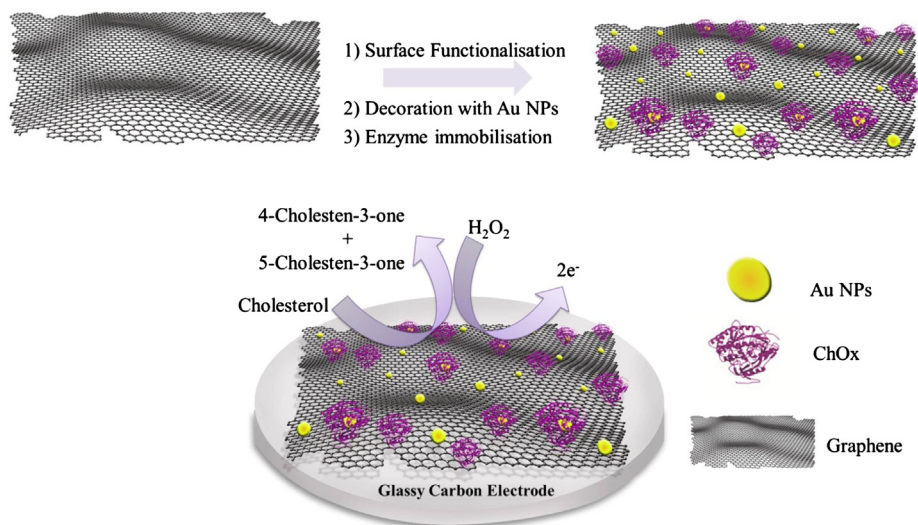 1) Surface Functionalisation
2) Decoration with Au NPs
3) Enzyme immobilisation
4-Cholesten-3-one
+
5-Cholesten-3-one
Cholesterol
H₂O₂
2e⁻
Glassy Carbon Electrode
Au NPs
ChOx
Graphene